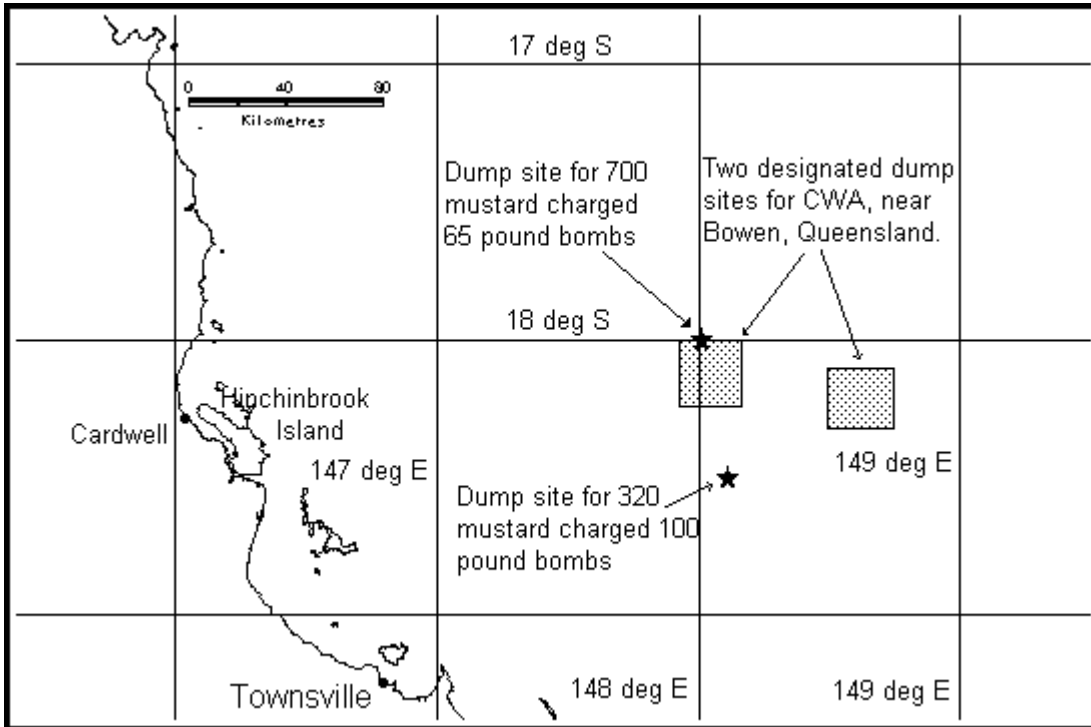 17 deg S
0 40 80
Kilometres
Dump site for 700
mustard charged
65 pound bombs
Two designated dump
sites for CWA, near
Bowen, Queensland.
18 deg S
Hinchinbrook
Island
Cardwell
147 deg E
149 deg E
Dump site for 320
mustard charged 100
pound bombs
Townsville
148 deg E
149 deg E